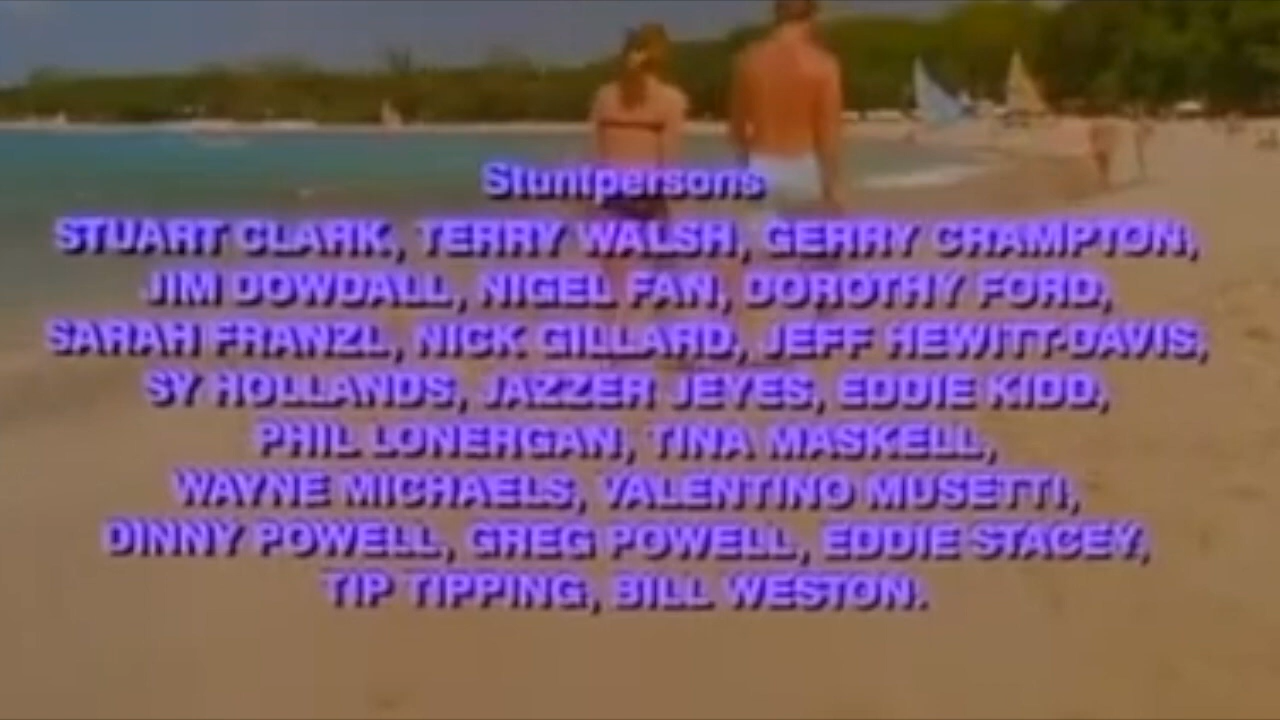 Stuntpersons
STUART CLARK, TERRY WALSH, GERRY CRAMPTON,
JIM DOWDALL, NIGEL FAN, DOROTHY FORD,
SARAH FRANZL, NICK GILLARD, JEFF HEWITT-DAVIS,
SY HOLLANDS, JAZZER JEYES, EDDIE KIDD,
PHIL LONERGAN, TINA MASKELL,
WAYNE MICHAELS, VALENTINO MUSETTI,
DINNY POWELL, GREG POWELL, EDDIE STACEY,
TIP TIPPING, BILL WESTON.